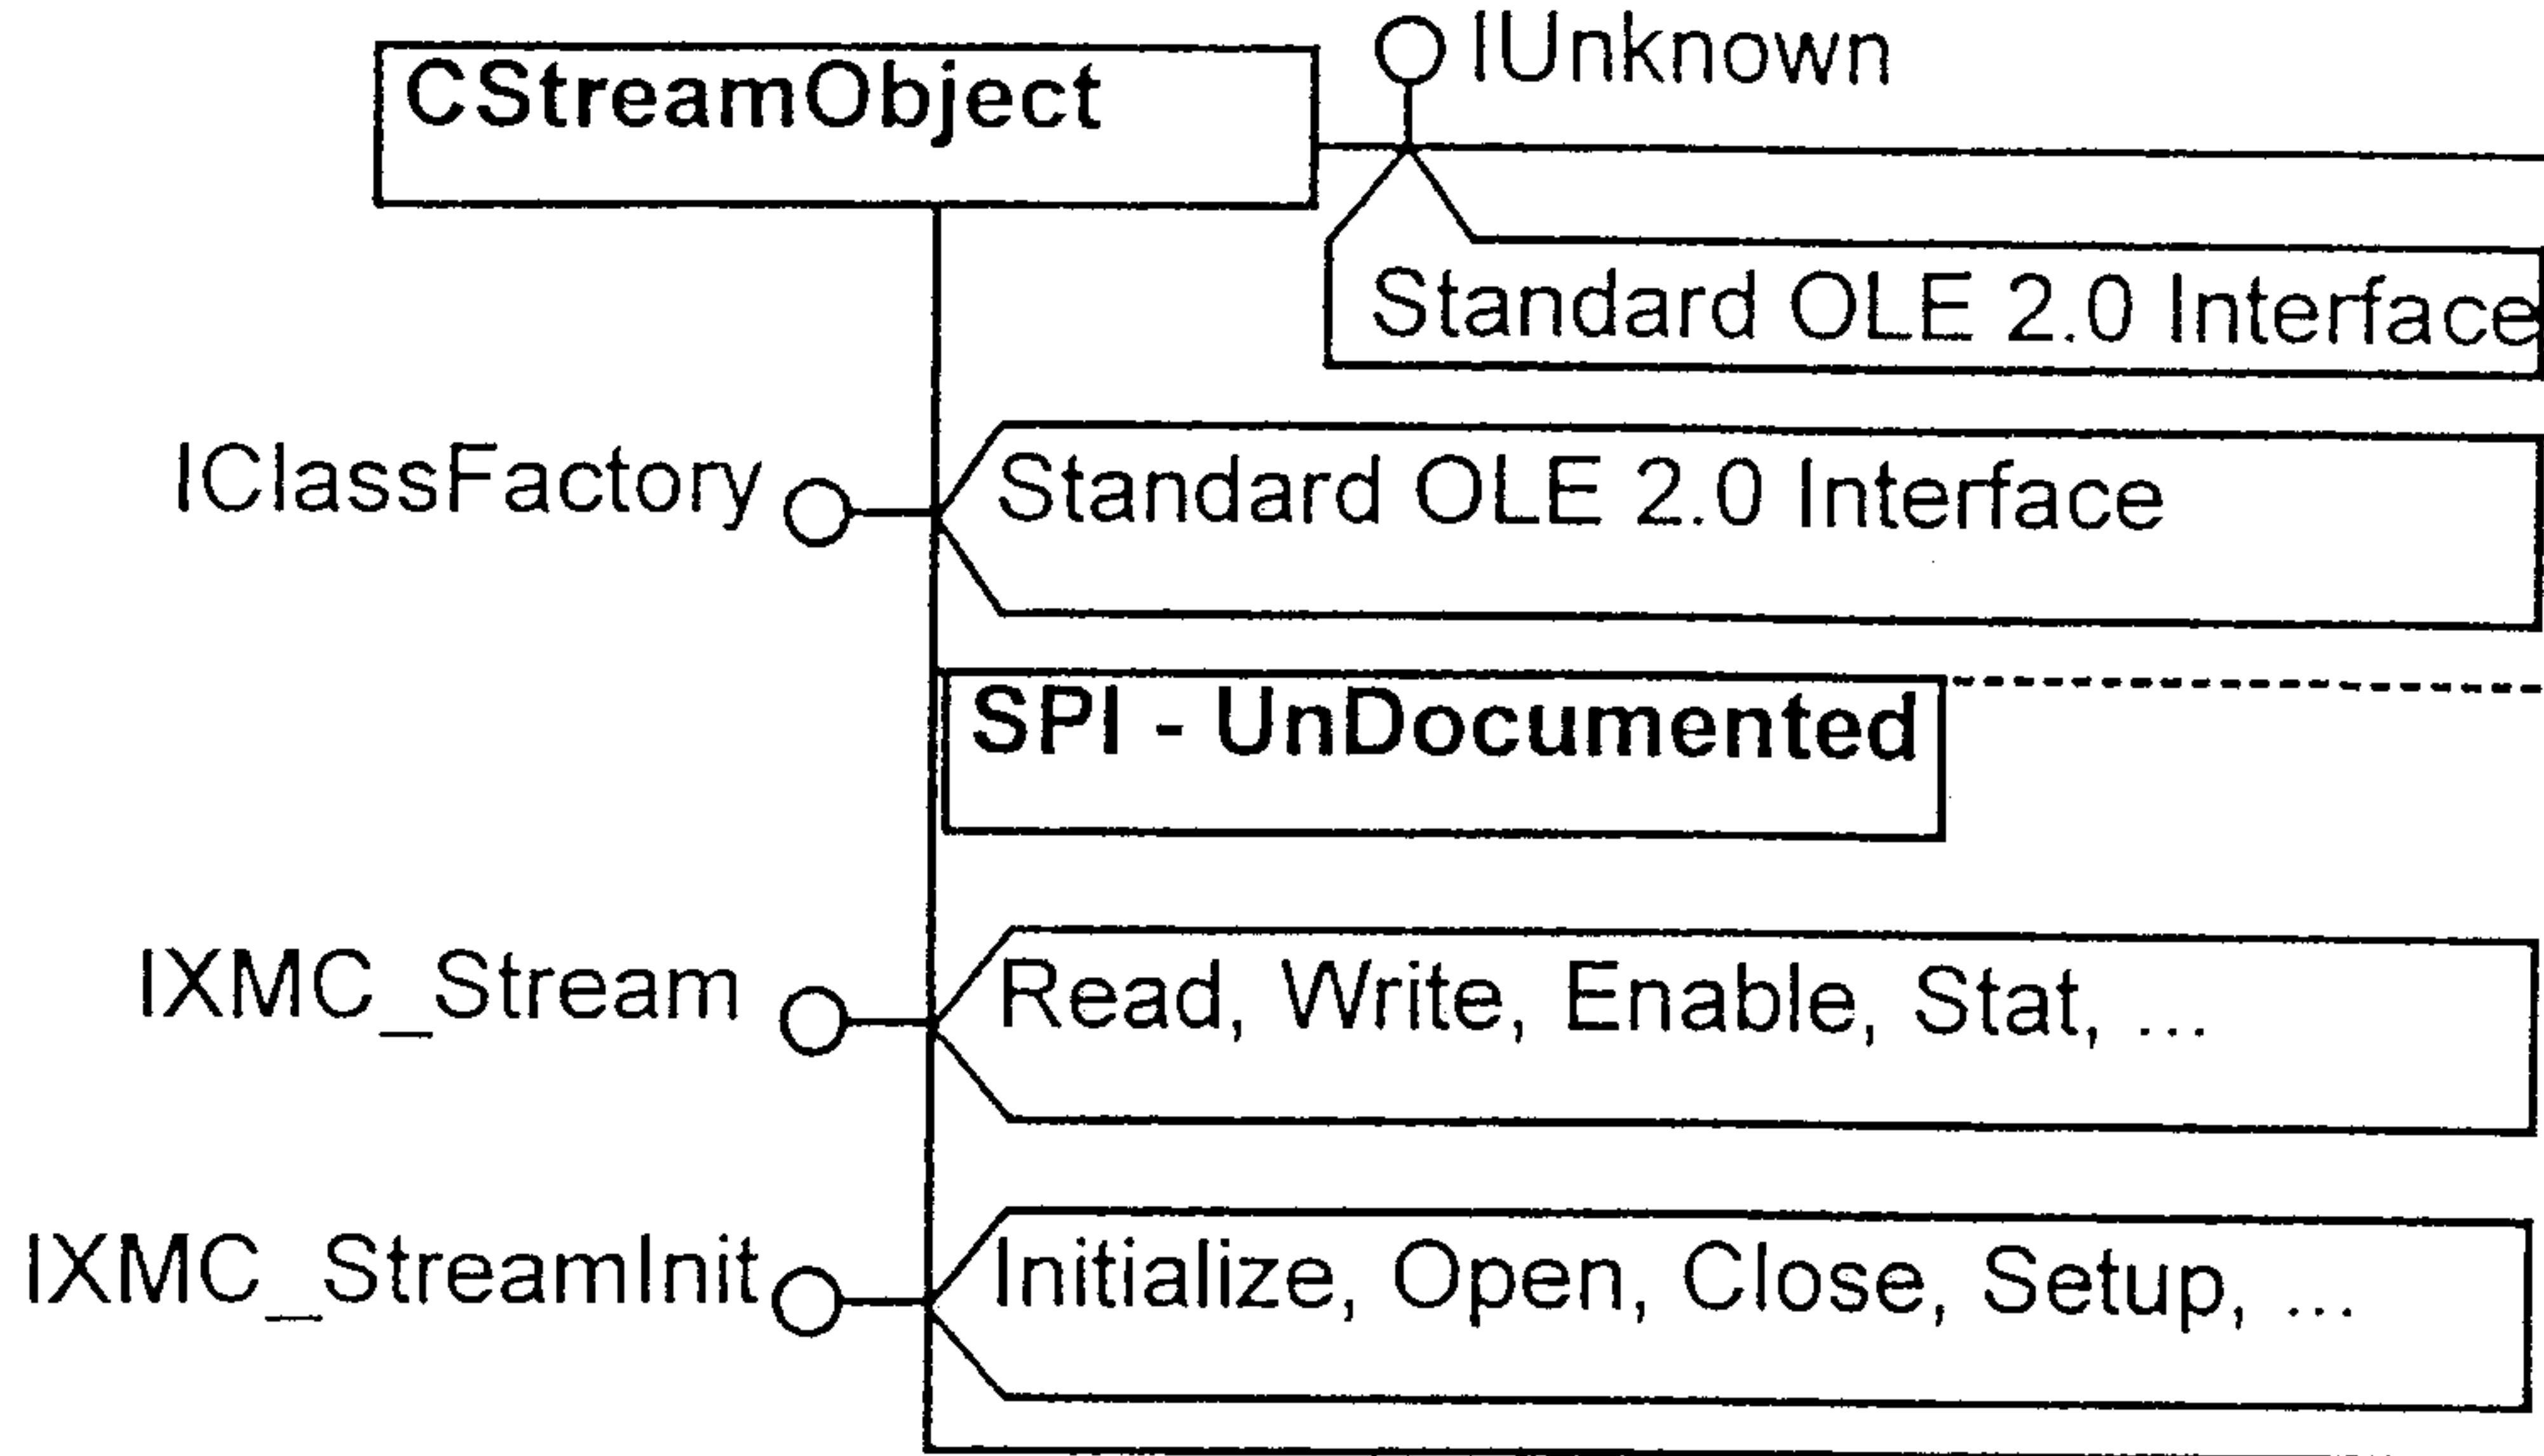 CStreamObject
IUnknown
Standard OLE 2.0 Interface
IClassFactory
Standard OLE 2.0 Interface
SPI - UnDocumented
IXMC_Stream
Read, Write, Enable, Stat, ...
IXMC_StreamInit
Initialize, Open, Close, Setup, ...